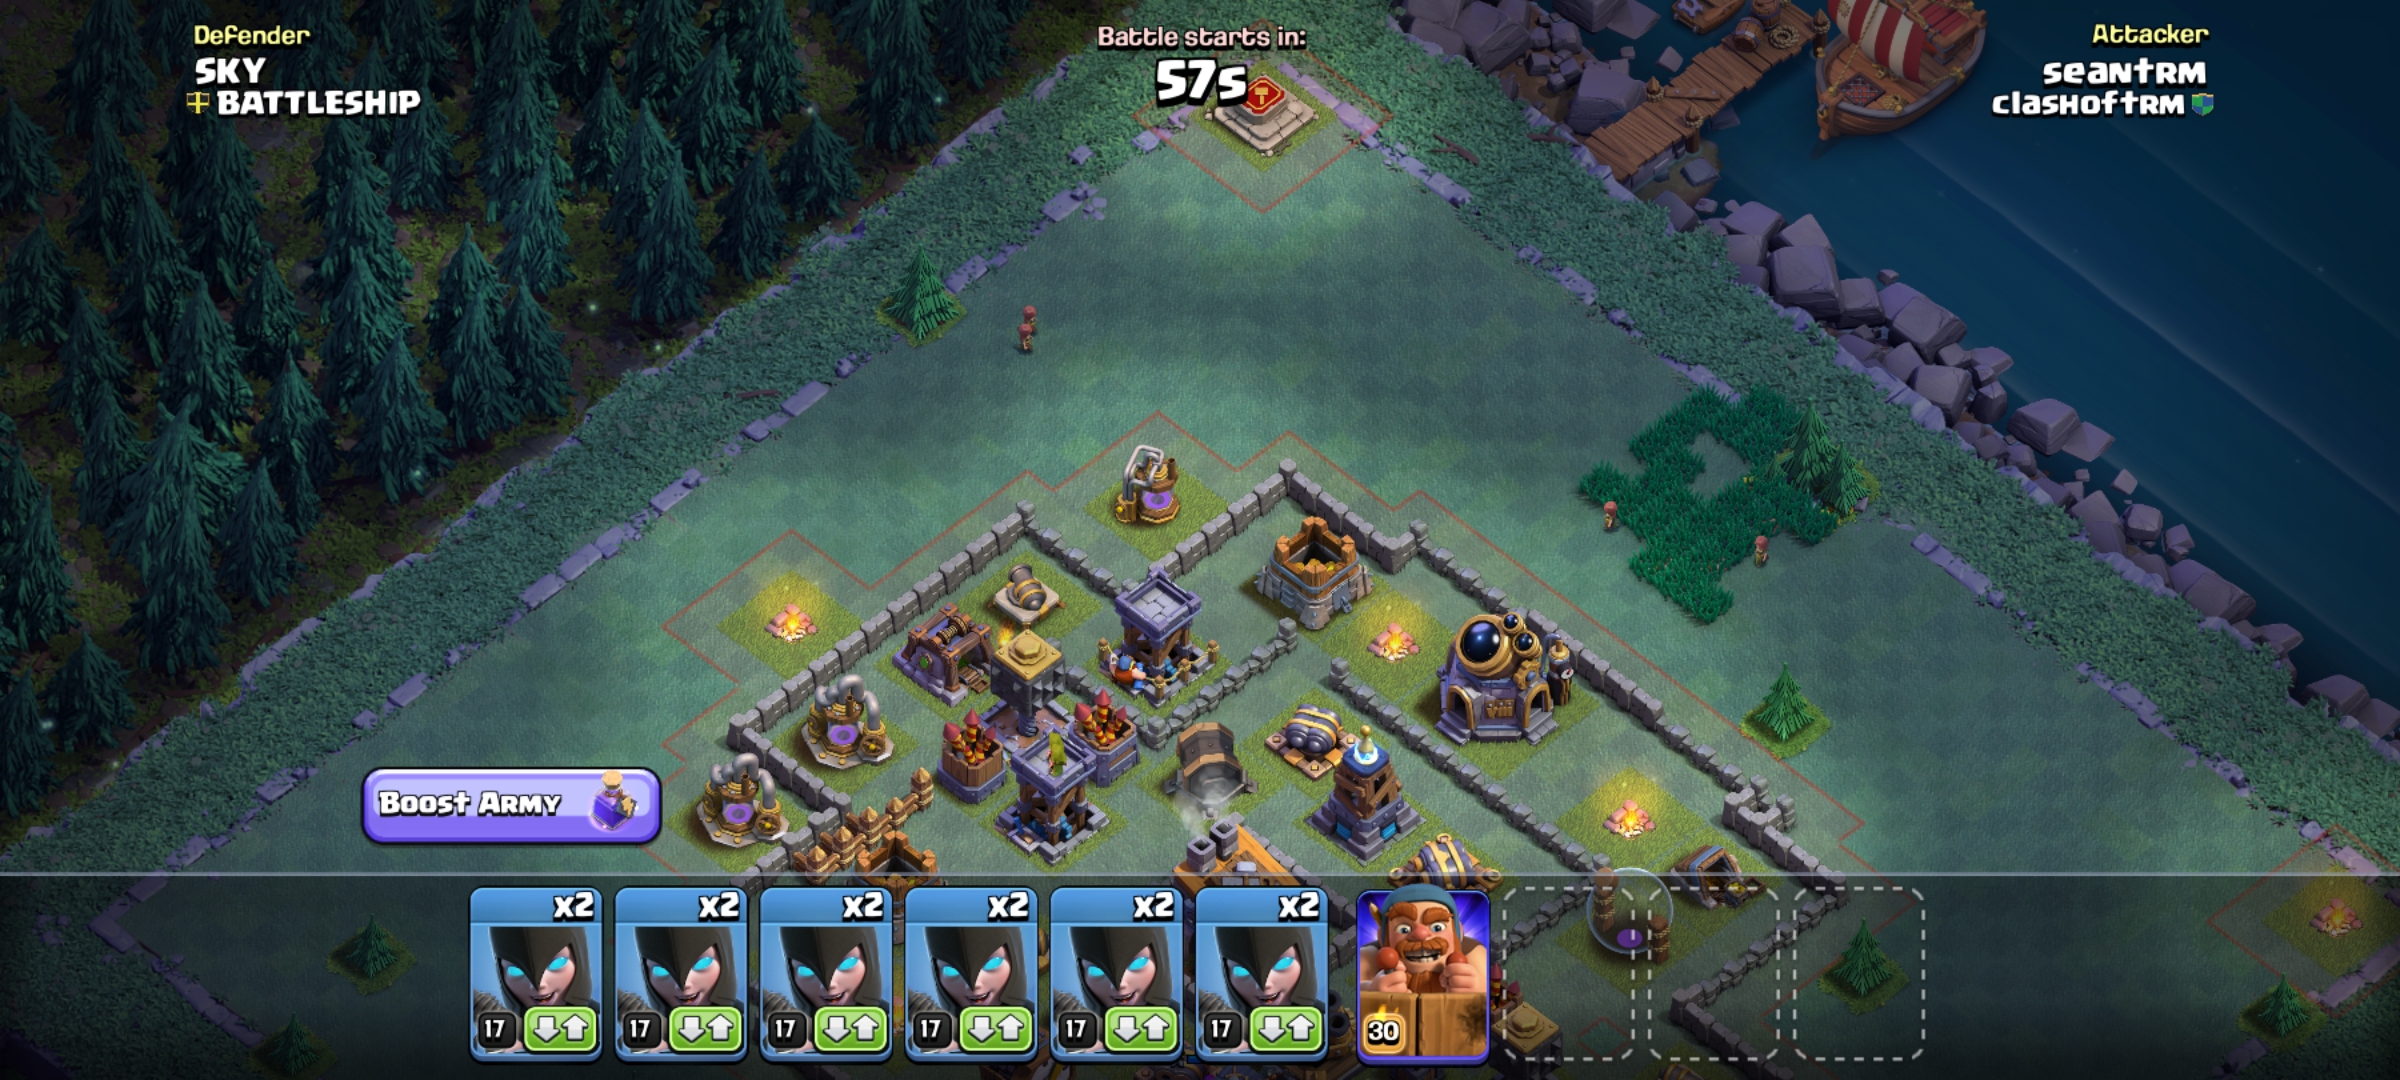 Defender
SKY
BATTLESHIP
Battle starts in:
57s
Attacker
seantRM
clashoftRM
VIII
Boost Army
x2
x2
x2
x2
x2
x2
17
17
17
17
17
17
30